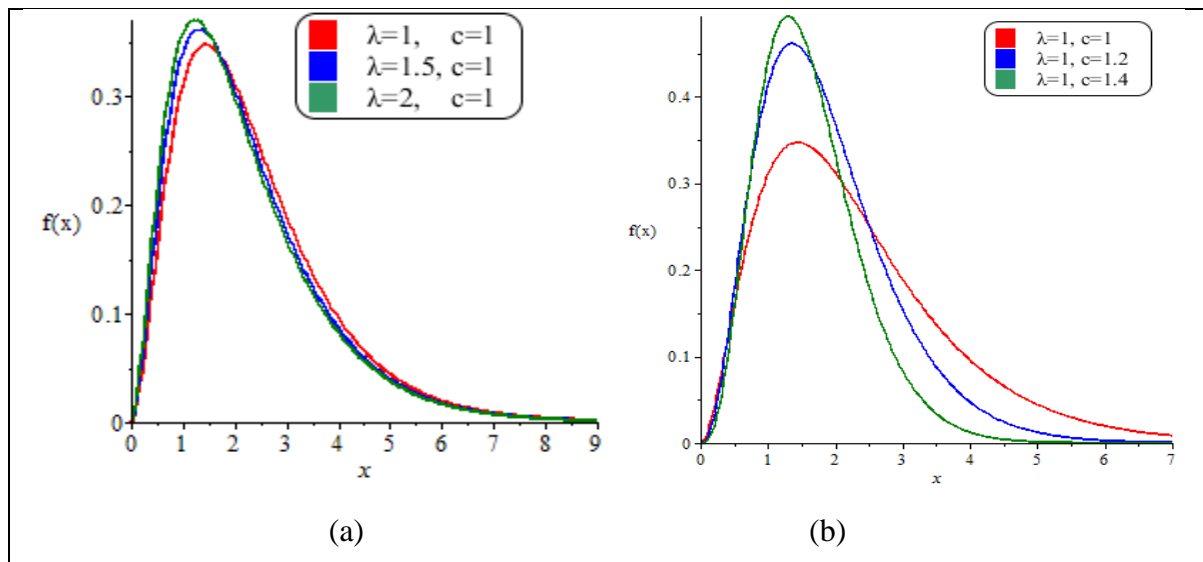 λ=1, c=1
λ=1.5, c=1
λ=2, c=1
0.3
0.2
f(x)
0.1
0
0 1 2 3 4 5 6 7 8 9
x
(a)
λ=1, c=1
λ=1, c=1.2
λ=1, c=1.4
0.4
0.3
f(x)
0.2
0.1
0
0 1 2 3 4 5 6 7
x
(b)